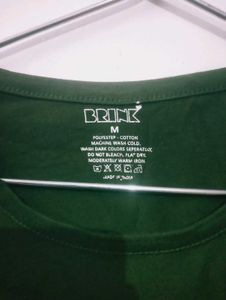 BRINK
M
POLYESTEP - COTTON
MACHINE WASH COLD.
WASH DARK COLORS SEPERATELY,
DO NOT BLEACH, FLAT DRY.
MODERATELY WARM IRON
MADE IN INDIA